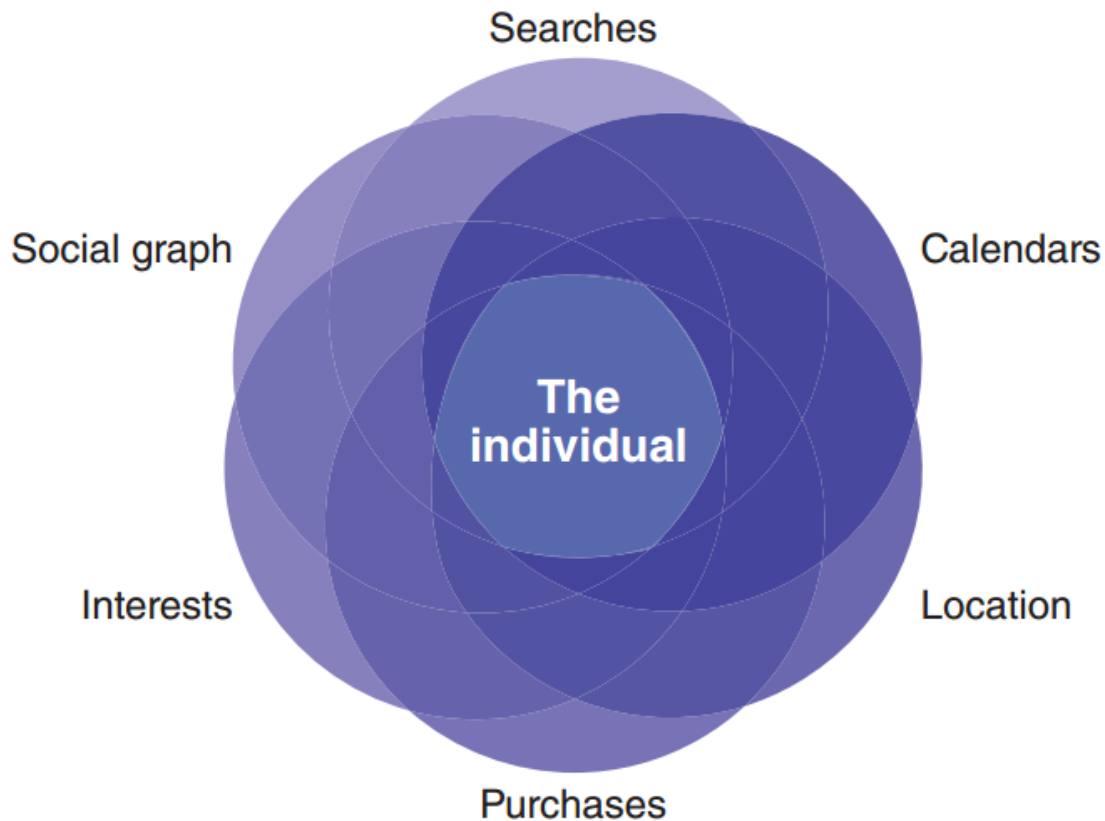 Searches
Social graph
Calendars
The
individual
Interests
Location
Purchases